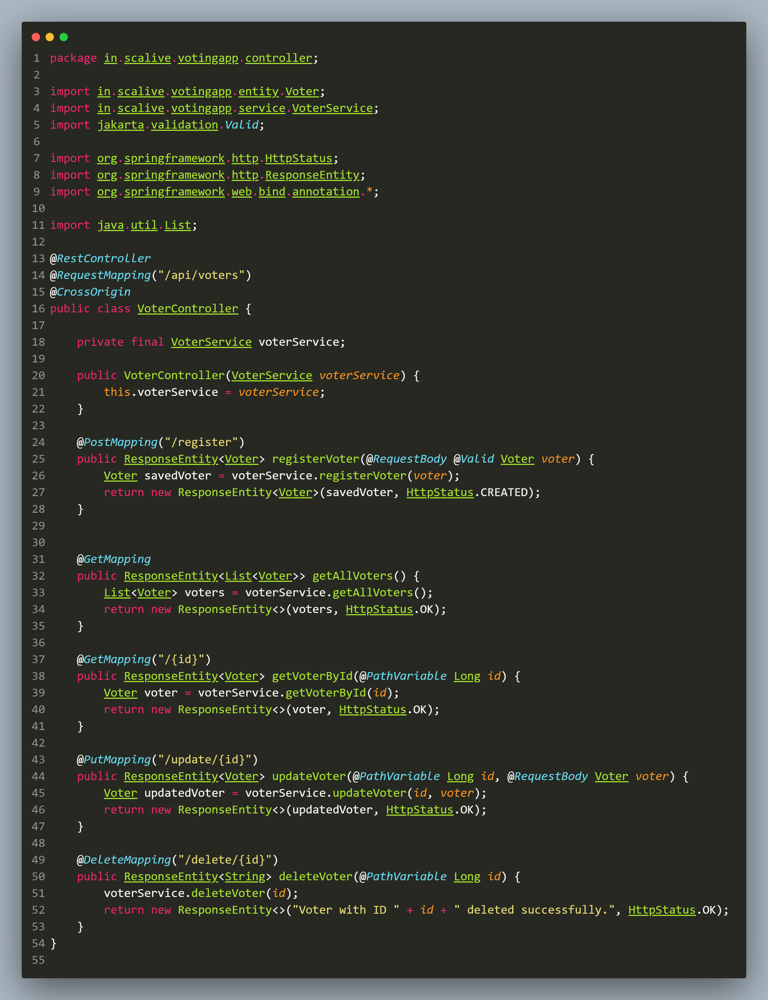 1 package in.scalive.votingapp.controller;
2
3 import in.scalive.votingapp.entity.Voter;
4 import in.scalive.votingapp.service.VoterService;
5 import jakarta.validation.Valid;
6
7 import org.springframework.http.HttpStatus;
8 import org.springframework.http.ResponseEntity;
9 import org.springframework.web.bind.annotation.*;
10
11 import java.util.List;
12
13 @RestController
14 @RequestMapping("/api/voters")
15 @CrossOrigin
16 public class VoterController {
17
18     private final VoterService voterService;
19
20     public VoterController(VoterService voterService) {
21         this.voterService = voterService;
22     }
23
24     @PostMapping("/register")
25     public ResponseEntity<Voter> registerVoter(@RequestBody @Valid Voter voter) {
26         Voter savedVoter = voterService.registerVoter(voter);
27         return new ResponseEntity<Voter>(savedVoter, HttpStatus.CREATED);
28     }
29
30
31     @GetMapping
32     public ResponseEntity<List<Voter>> getAllVoters() {
33         List<Voter> voters = voterService.getAllVoters();
34         return new ResponseEntity<>(voters, HttpStatus.OK);
35     }
36
37     @GetMapping("/{id}")
38     public ResponseEntity<Voter> getVoterById(@PathVariable Long id) {
39         Voter voter = voterService.getVoterById(id);
40         return new ResponseEntity<>(voter, HttpStatus.OK);
41     }
42
43     @PutMapping("/update/{id}")
44     public ResponseEntity<Voter> updateVoter(@PathVariable Long id, @RequestBody Voter voter) {
45         Voter updatedVoter = voterService.updateVoter(id, voter);
46         return new ResponseEntity<>(updatedVoter, HttpStatus.OK);
47     }
48
49     @DeleteMapping("/delete/{id}")
50     public ResponseEntity<String> deleteVoter(@PathVariable Long id) {
51         voterService.deleteVoter(id);
52         return new ResponseEntity<>("Voter with ID " + id + " deleted successfully.", HttpStatus.OK);
53     }
54 }
55